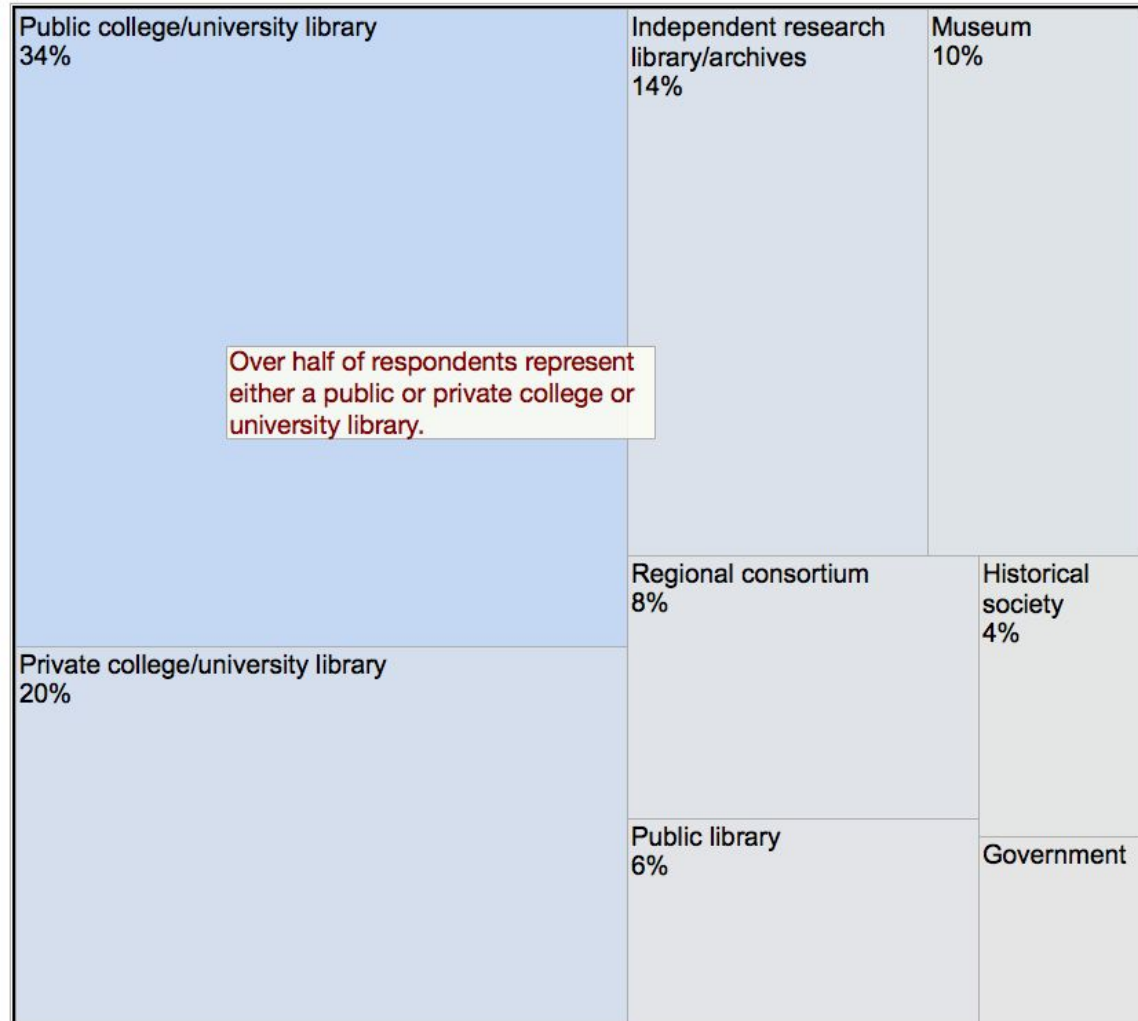 Public college/university library
34%
Over half of respondents represent
either a public or private college or
university library.
Private college/university library
20%
Independent research
library/archives
14%
Museum
10%
Regional consortium
8%
Historical
society
4%
Public library
6%
Government